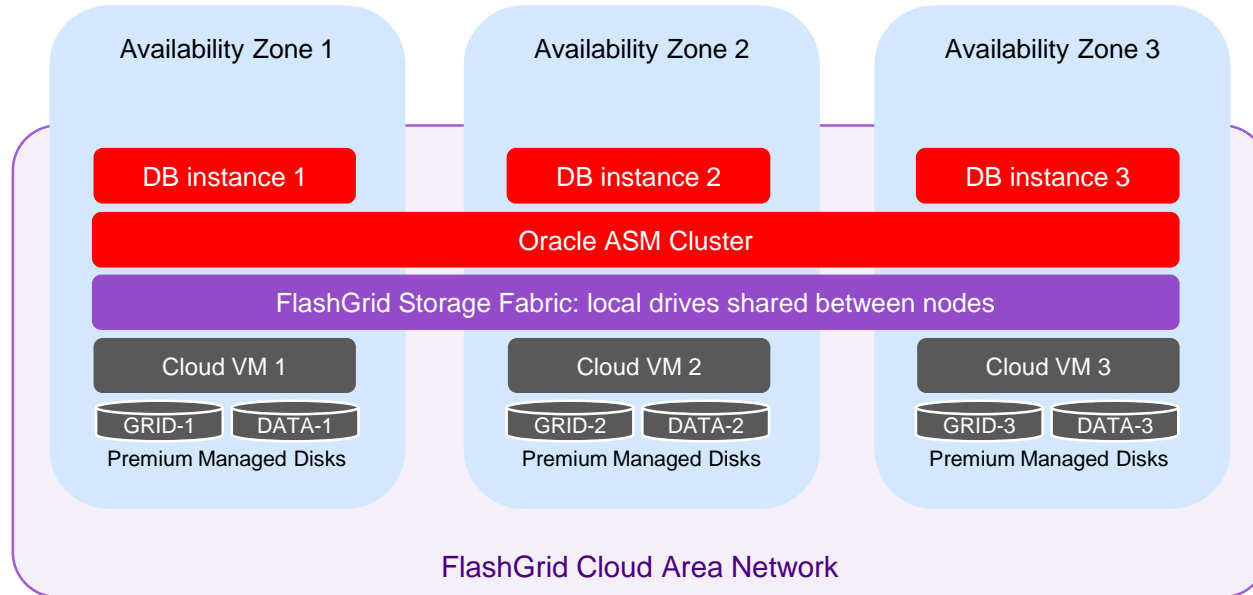 Availability Zone 1
Availability Zone 2
Availability Zone 3
DB instance 1
DB instance 2
DB instance 3
Oracle ASM Cluster
FlashGrid Storage Fabric: local drives shared between nodes
Cloud VM 1
Cloud VM 2
Cloud VM 3
GRID-1
DATA-1
GRID-2
DATA-2
GRID-3
DATA-3
Premium Managed Disks
Premium Managed Disks
Premium Managed Disks
FlashGrid Cloud Area Network